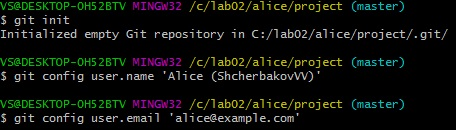 VS@DESKTOP-OH52BTV MINGW32 /c/lab02/alice/project (master)
$ git init
Initialized empty Git repository in C:/lab02/alice/project/.git/
VS@DESKTOP-OH52BTV MINGW32 /c/lab02/alice/project (master)
$ git config user.name 'Alice (ShcherbakovVV)'
VS@DESKTOP-OH52BTV MINGW32 /c/lab02/alice/project (master)
$ git config user.email 'alice@example.com'